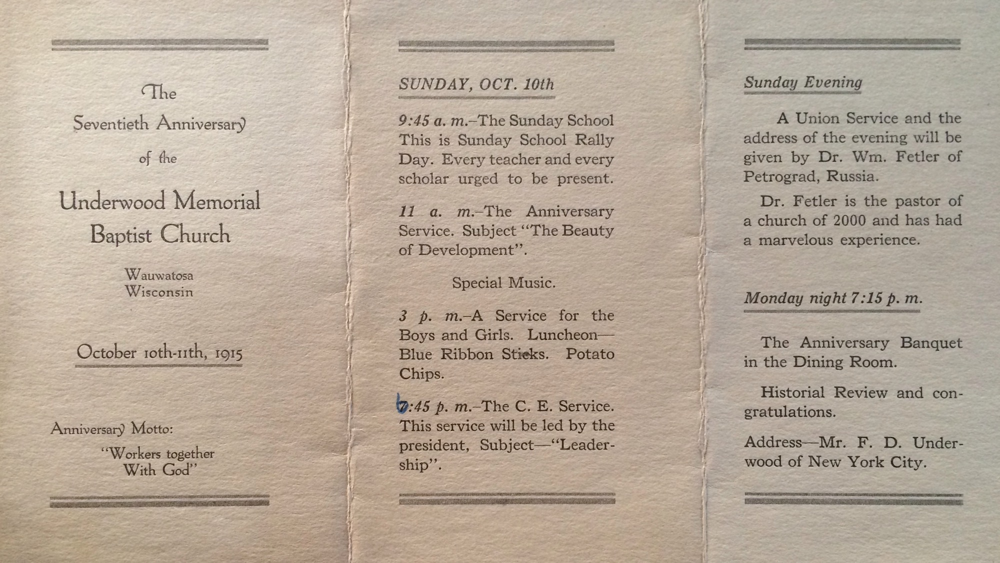 The
Seventieth Anniversary
of the
Underwood Memorial
Baptist Church
Wauwatosa
Wisconsin
October 10th-11th, 1915
Anniversary Motto:
“Workers together
With God”
SUNDAY, OCT. 10th
9:45 a. m.–The Sunday School
This is Sunday School Rally
Day. Every teacher and every
scholar urged to be present.
11 a. m.–The Anniversary
Service. Subject “The Beauty
of Development”.
Special Music.
3 p. m.–A Service for the
Boys and Girls. Luncheon—
Blue Ribbon Sticks. Potato
Chips.
6:45 p. m.–The C. E. Service.
This service will be led by the
president, Subject—“Leader-
ship”.
Sunday Evening
A Union Service and the
address of the evening will be
given by Dr. Wm. Fetler of
Petrograd, Russia.
Dr. Fetler is the pastor of
a church of 2000 and has had
a marvelous experience.
Monday night 7:15 p. m.
The Anniversary Banquet
in the Dining Room.
Historial Review and con-
gratulations.
Address—Mr. F. D. Under-
wood of New York City.